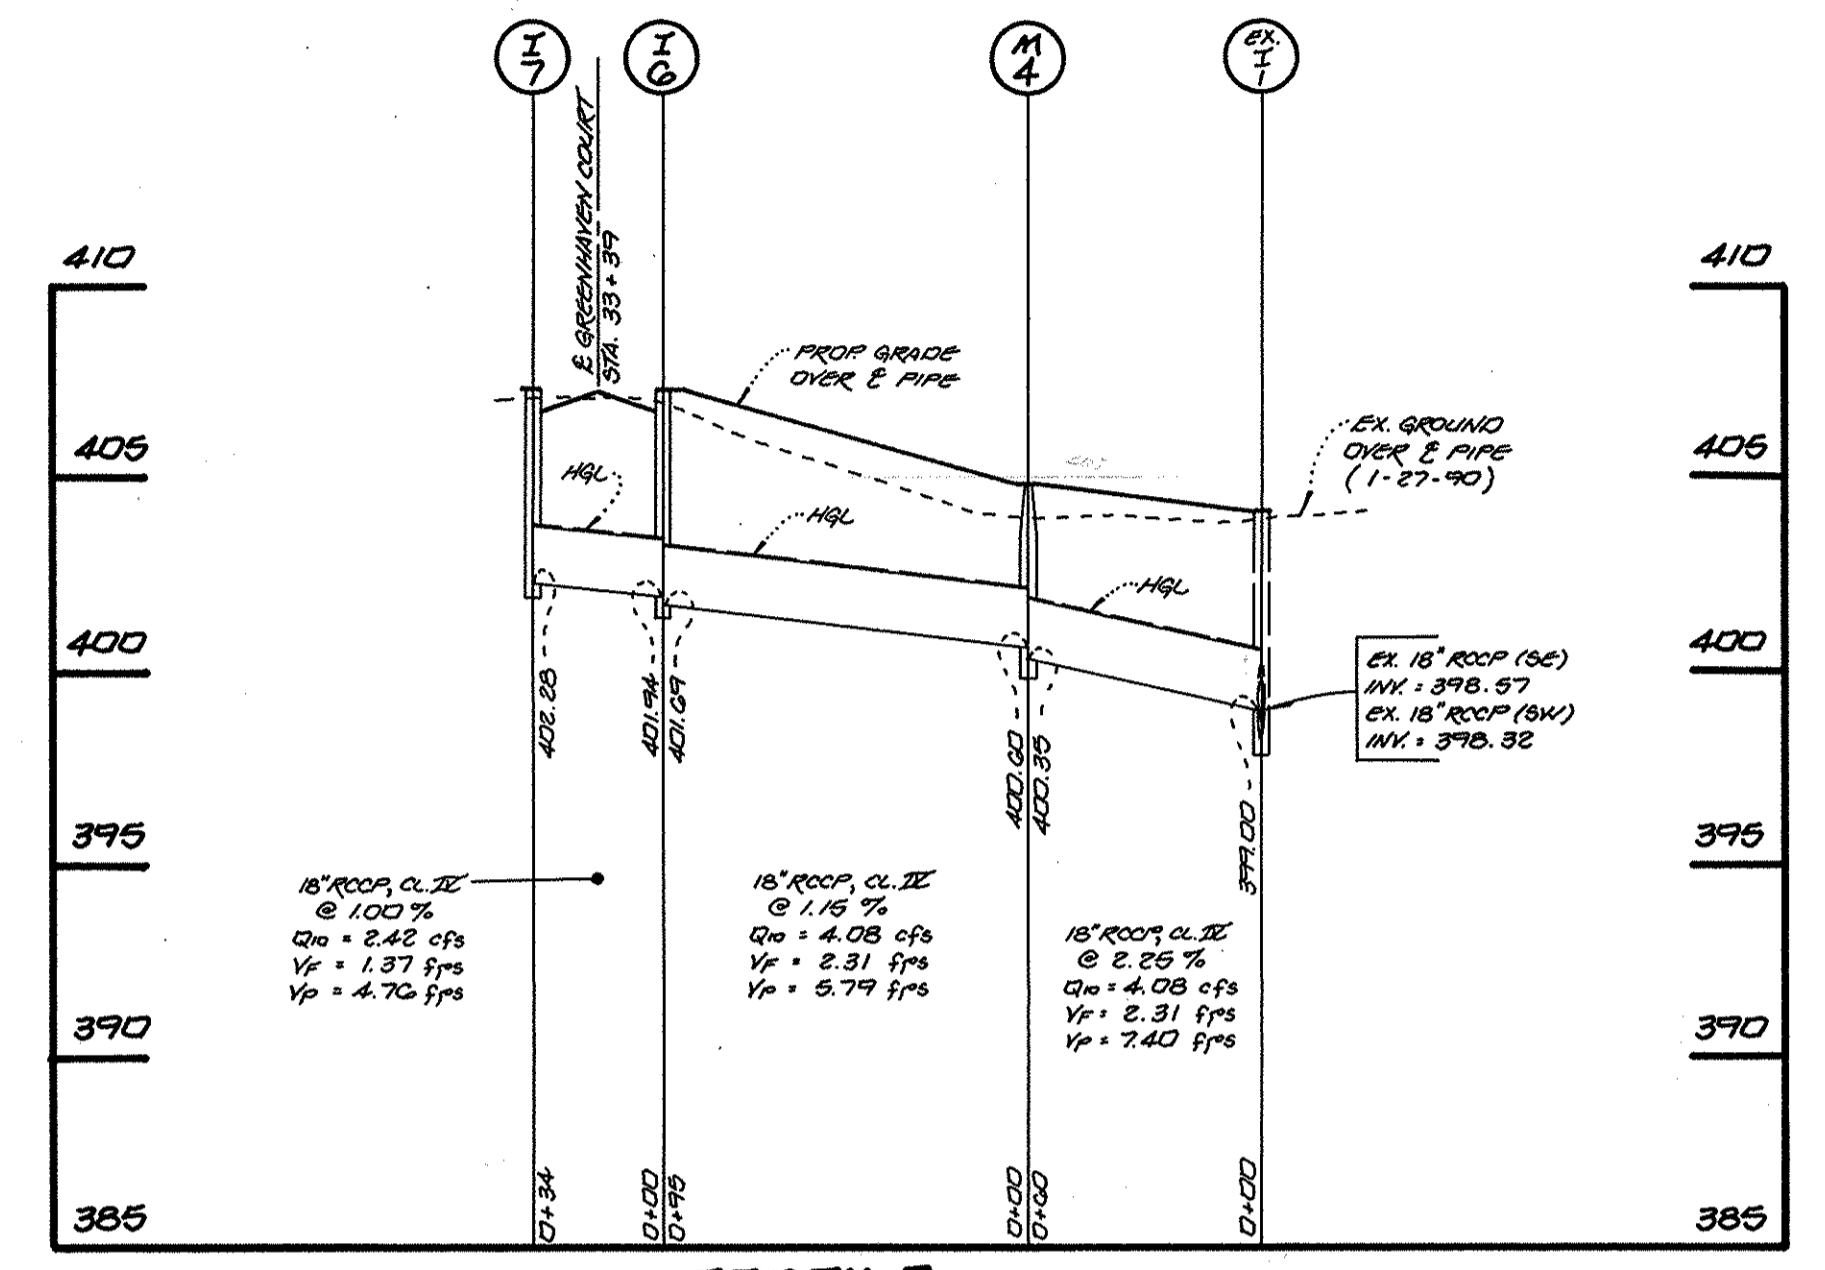 I 7
I 6
M 4
EX. I 1
℄ GREENHAVEN COURT
STA. 33+39
410
410
PROP. GRADE
OVER ℄ PIPE
EX. GROUND
OVER ℄ PIPE
(1-27-90)
405
405
HGL
HGL
HGL
400
400
EX. 18" RCCP (SE)
INV. = 398.57
EX. 18" RCCP (SW)
INV. = 398.32
402.28
401.94
401.69
400.60
400.35
399.00
395
395
18" RCCP, CL. IV
@ 1.00 %
Q10 = 2.42 cfs
VF = 1.37 fps
VP = 4.76 fps
18" RCCP, CL. IV
@ 1.15 %
Q10 = 4.08 cfs
VF = 2.31 fps
VP = 5.79 fps
18" RCCP, CL. IV
@ 2.25 %
Q10 = 4.08 cfs
VF = 2.31 fps
VP = 7.40 fps
390
390
0+34
0+00
0+95
0+00
0+60
0+00
385
385